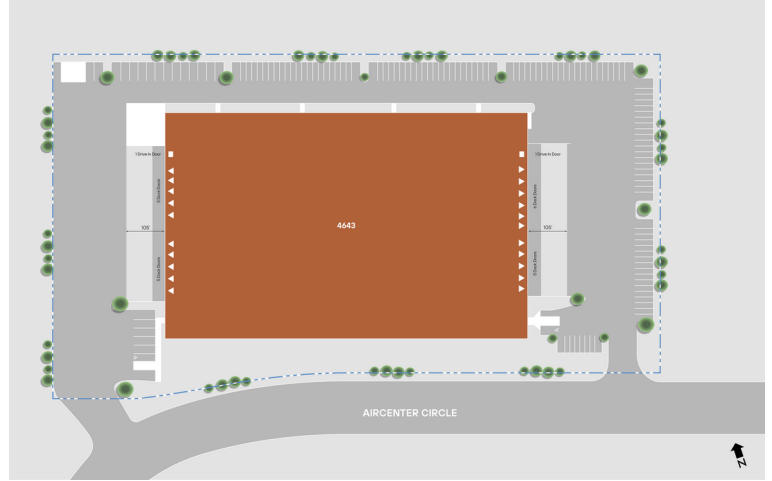 1 Drive In Door
1 Drive In Door
5 Dock Doors
6 Dock Doors
4643
105'
105'
5 Dock Doors
5 Dock Doors
AIRCENTER CIRCLE
N